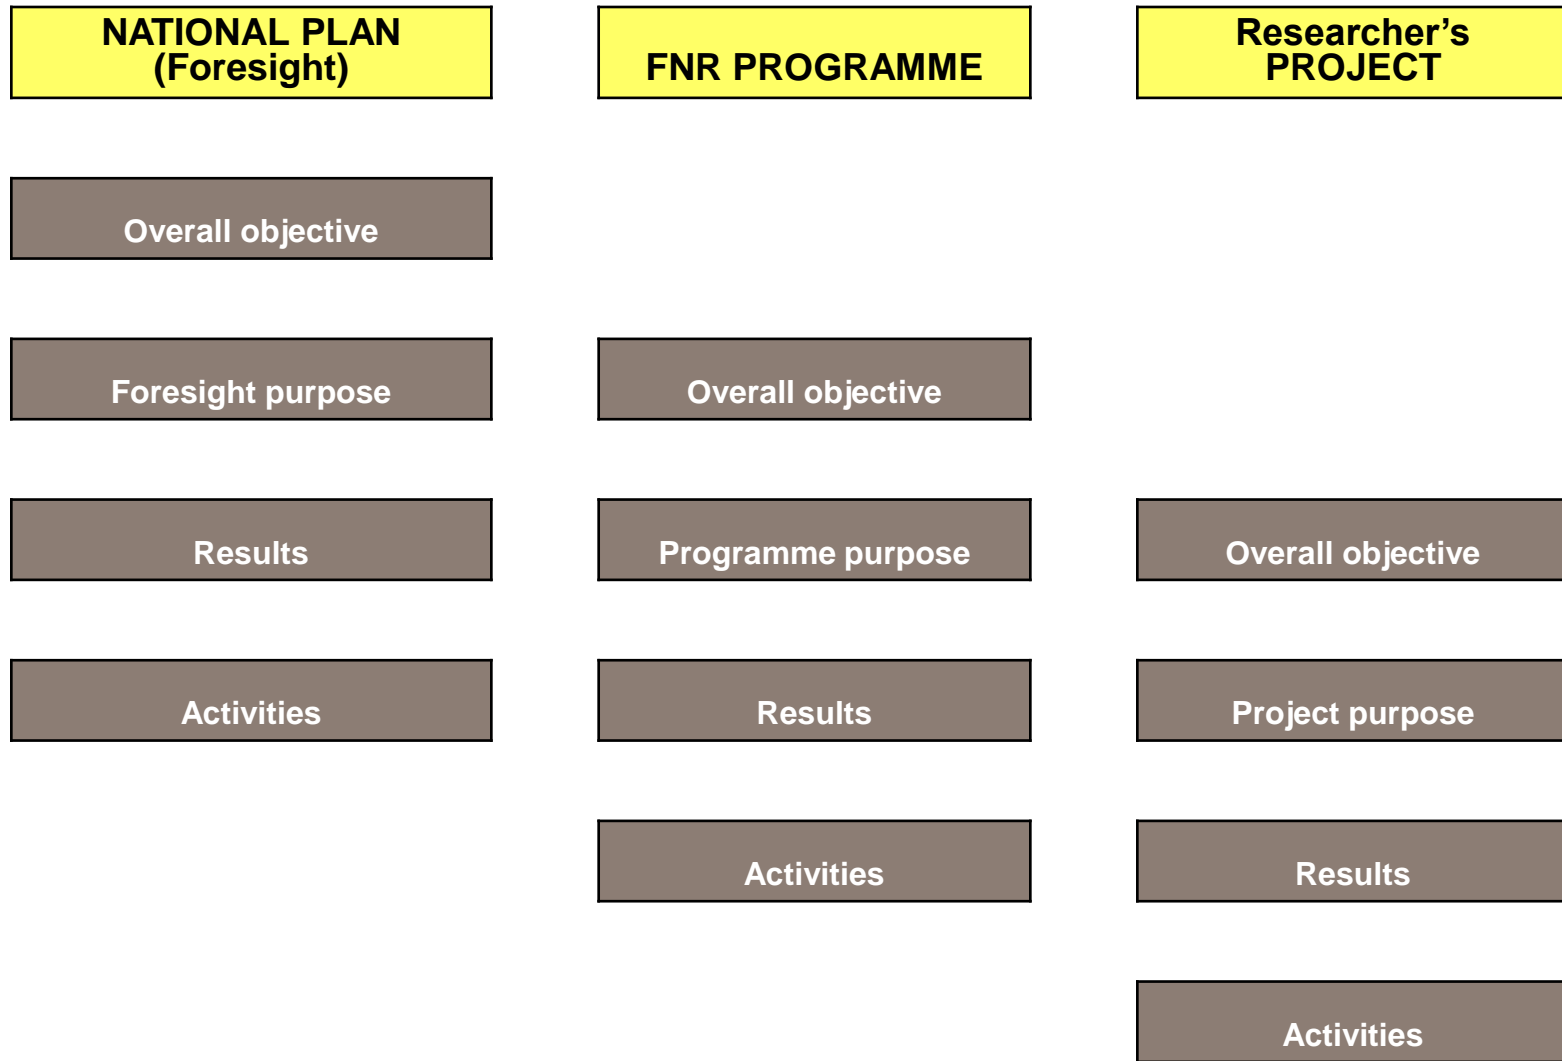 NATIONAL PLAN
(Foresight)
FNR PROGRAMME
Researcher’s
PROJECT
Overall objective
Foresight purpose
Overall objective
Results
Programme purpose
Overall objective
Activities
Results
Project purpose
Activities
Results
Activities